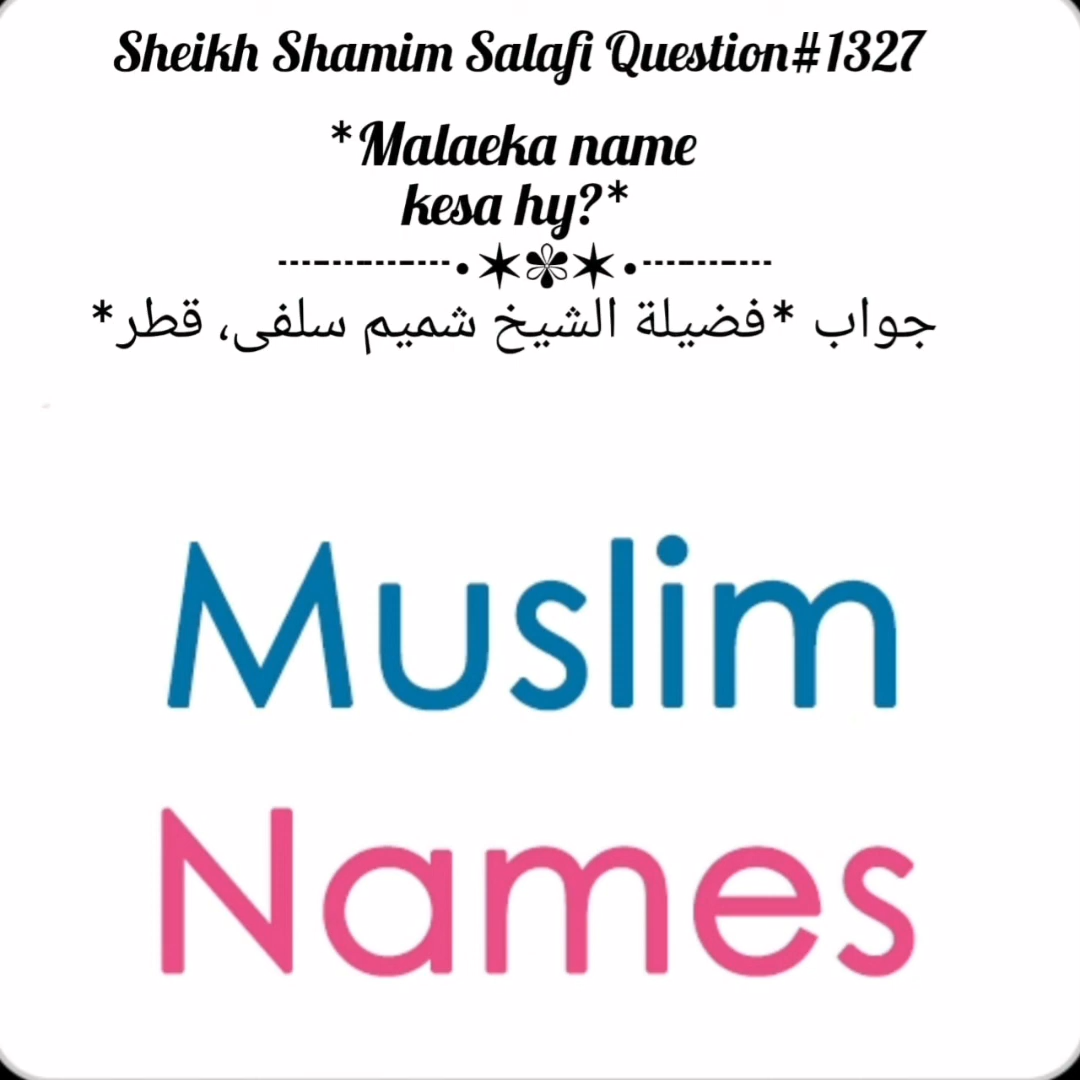 Sheikh Shamim Salafi Question#1327
*Malaeka name
kesa hy?*
┄┅┄┅┄┅┄•✶✽✶•┄┅┄┅┄
جواب *فضیلة الشیخ شمیم سلفی، قطر*
Muslim
Names